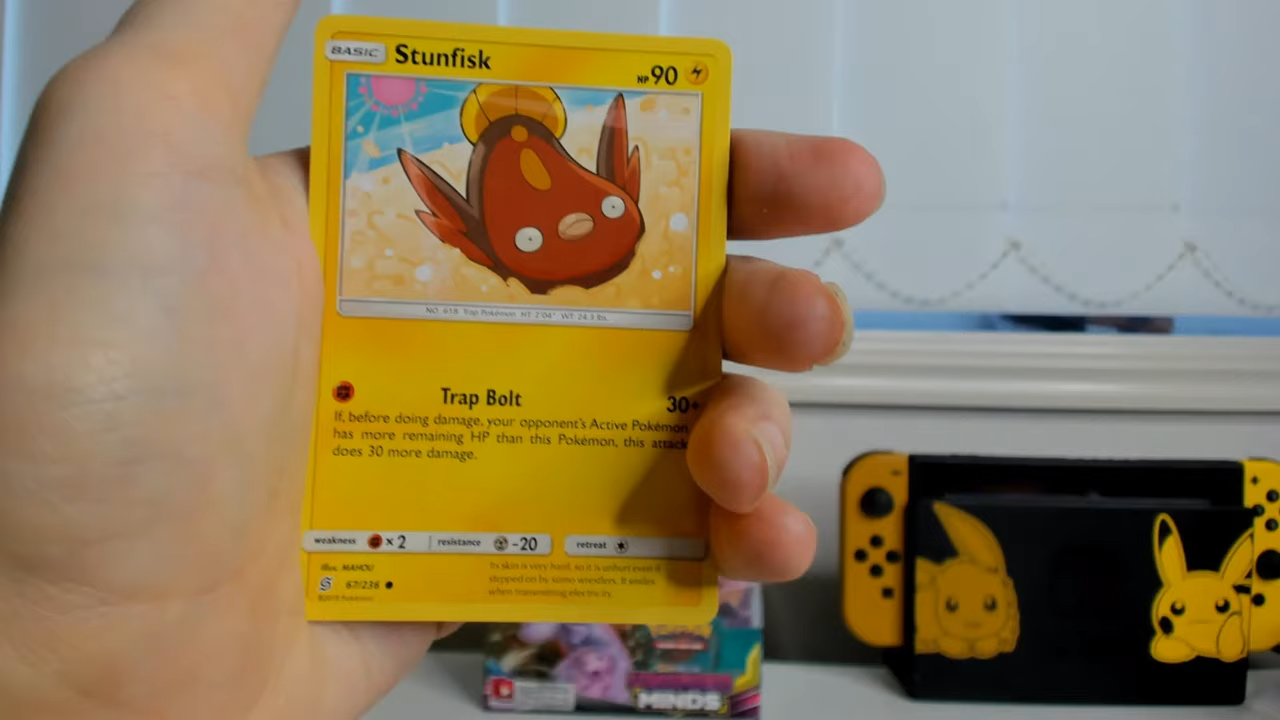 BASIC Stunfisk HP 90
NO. 618 Trap Pokémon HT: 2'04" WT: 24.3 lbs.
Trap Bolt 30+
If, before doing damage, your opponent's Active Pokémon
has more remaining HP than this Pokémon, this attack
does 30 more damage.
weakness x2 resistance -20 retreat
Illus. MAHOU
67/236
©2019 Pokémon
Its skin is very hard, so it is unhurt even if
stepped on by sumo wrestlers. It smiles
when transmitting electricity.
MINDS